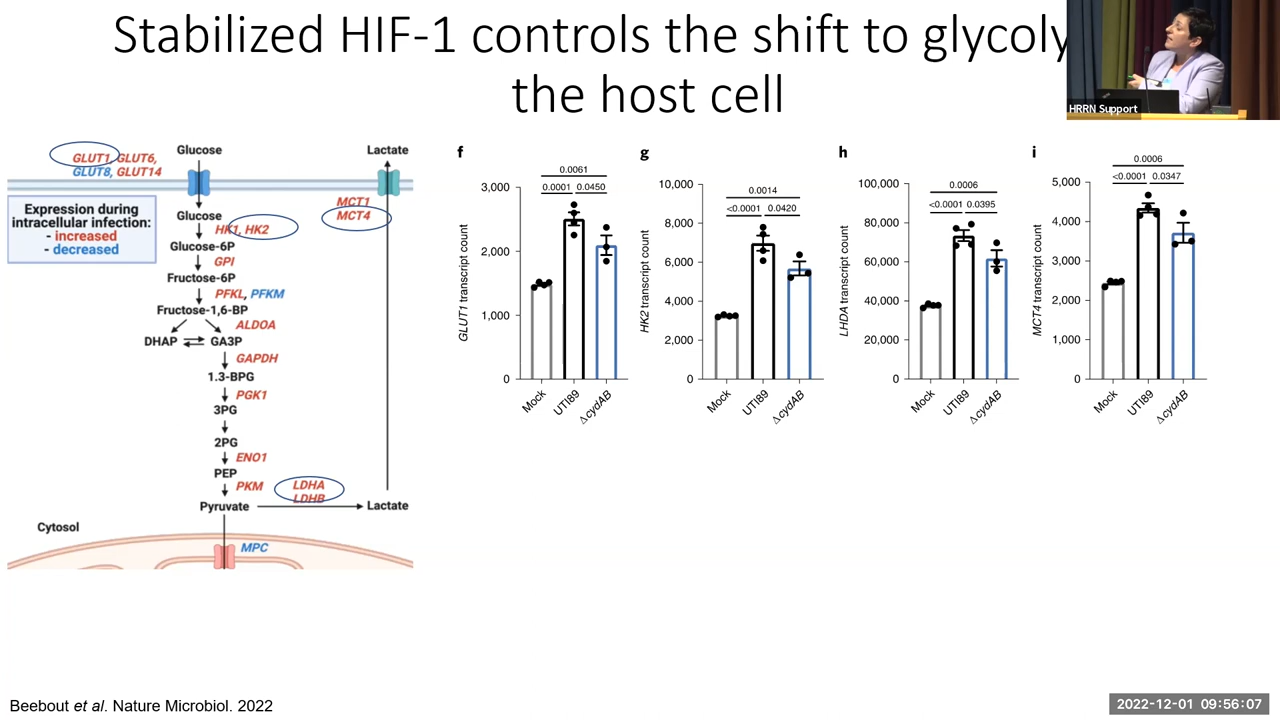 Stabilized HIF-1 controls the shift to glycoly
the host cell
HRRN Support
GLUT1, GLUT6,
GLUT8, GLUT14
Glucose
Lactate
Expression during
intracellular infection:
- increased
- decreased
MCT1
MCT4
Glucose
HK1, HK2
Glucose-6P
GPI
Fructose-6P
PFKL, PFKM
Fructose-1,6-BP
ALDOA
DHAP
GA3P
GAPDH
1.3-BPG
PGK1
3PG
2PG
ENO1
PEP
PKM
LDHA
LDHB
Pyruvate
Lactate
Cytosol
MPC
f
0.0061
0.0001
0.0450
3,000
2,000
1,000
0
GLUT1 transcript count
Mock
UTI89
ΔcydAB
g
0.0014
<0.0001
0.0420
10,000
8,000
6,000
4,000
2,000
0
HK2 transcript count
Mock
UTI89
ΔcydAB
h
0.0006
<0.0001
0.0395
100,000
80,000
60,000
40,000
20,000
0
LHDA transcript count
Mock
UTI89
ΔcydAB
i
0.0006
<0.0001
0.0347
5,000
4,000
3,000
2,000
1,000
0
MCT4 transcript count
Mock
UTI89
ΔcydAB
Beebout et al. Nature Microbiol. 2022
2022-12-01 09:56:07